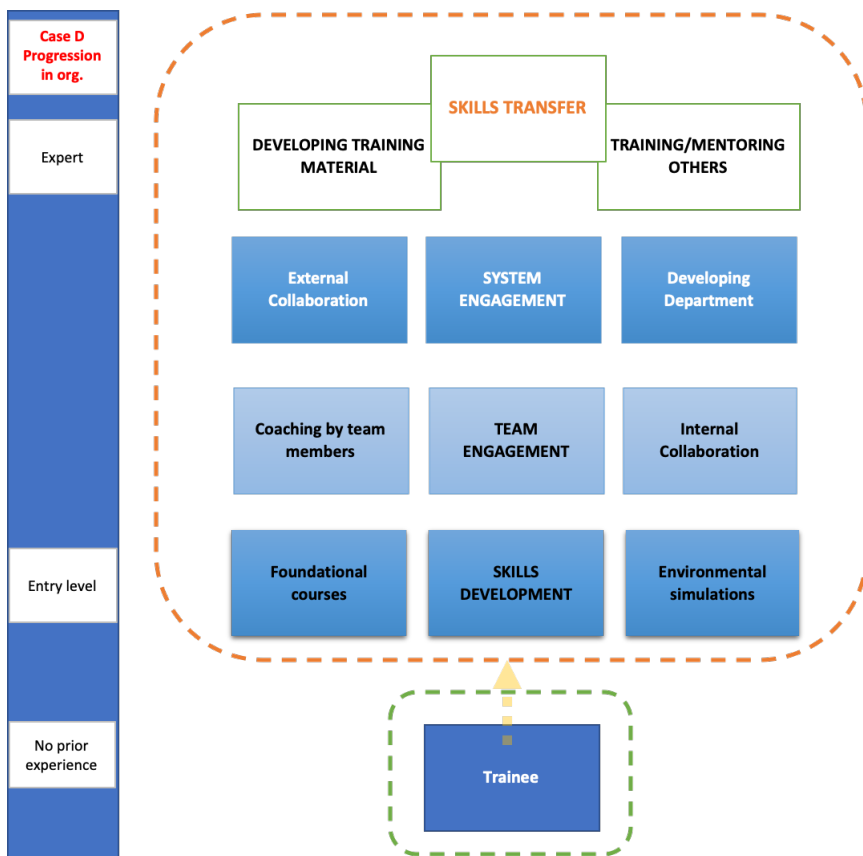 Case D
Progression
in org.
Expert
Entry level
No prior
experience
SKILLS TRANSFER
DEVELOPING TRAINING
MATERIAL
TRAINING/MENTORING
OTHERS
External
Collaboration
SYSTEM
ENGAGEMENT
Developing
Department
Coaching by team
members
TEAM
ENGAGEMENT
Internal
Collaboration
Foundational
courses
SKILLS
DEVELOPMENT
Environmental
simulations
Trainee